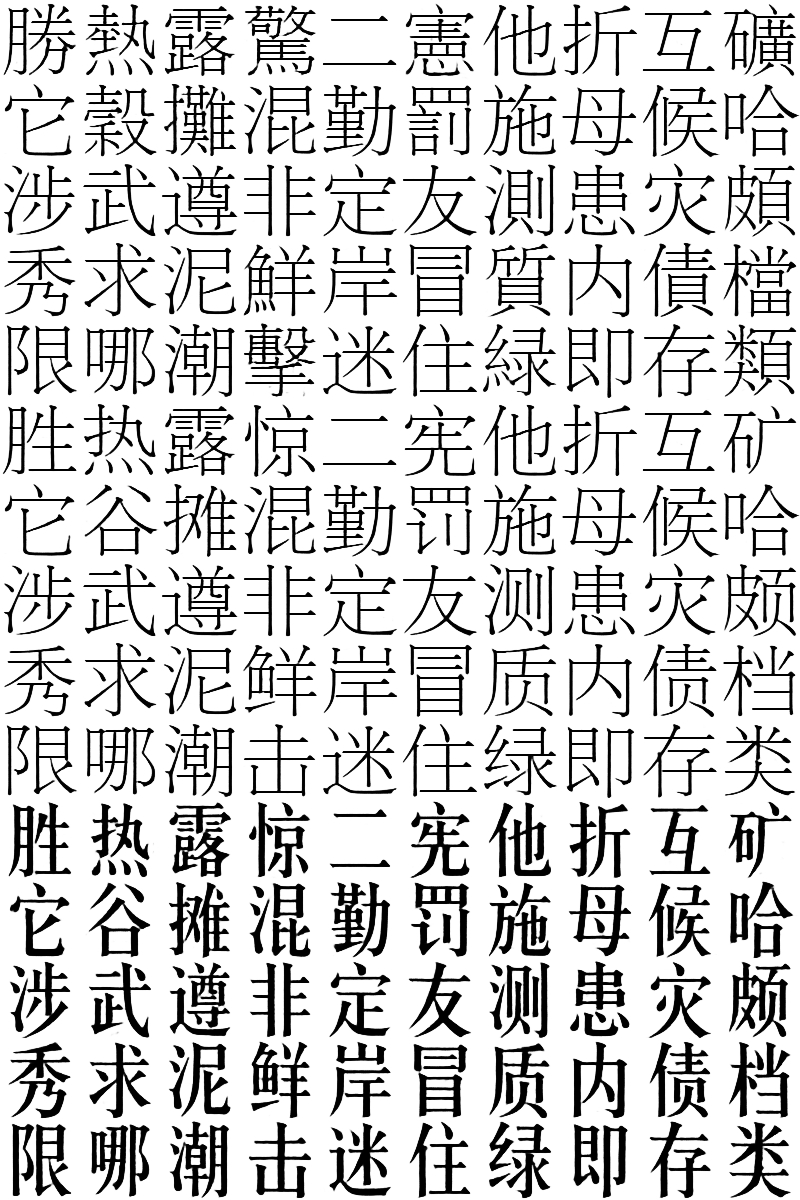 勝熱露驚二憲他折互礦
它穀攤混勤罰施母候哈
涉武遵非定友測患灾頗
秀求泥鮮岸冒質内債檔
限哪潮擊迷住緑即存類
胜热露惊二宪他折互矿
它谷摊混勤罚施母候哈
涉武遵非定友测患灾颇
秀求泥鲜岸冒质内债档
限哪潮击迷住绿即存类
胜热露惊二宪他折互矿
它谷摊混勤罚施母候哈
涉武遵非定友测患灾颇
秀求泥鲜岸冒质内债档
限哪潮击迷住绿即存类